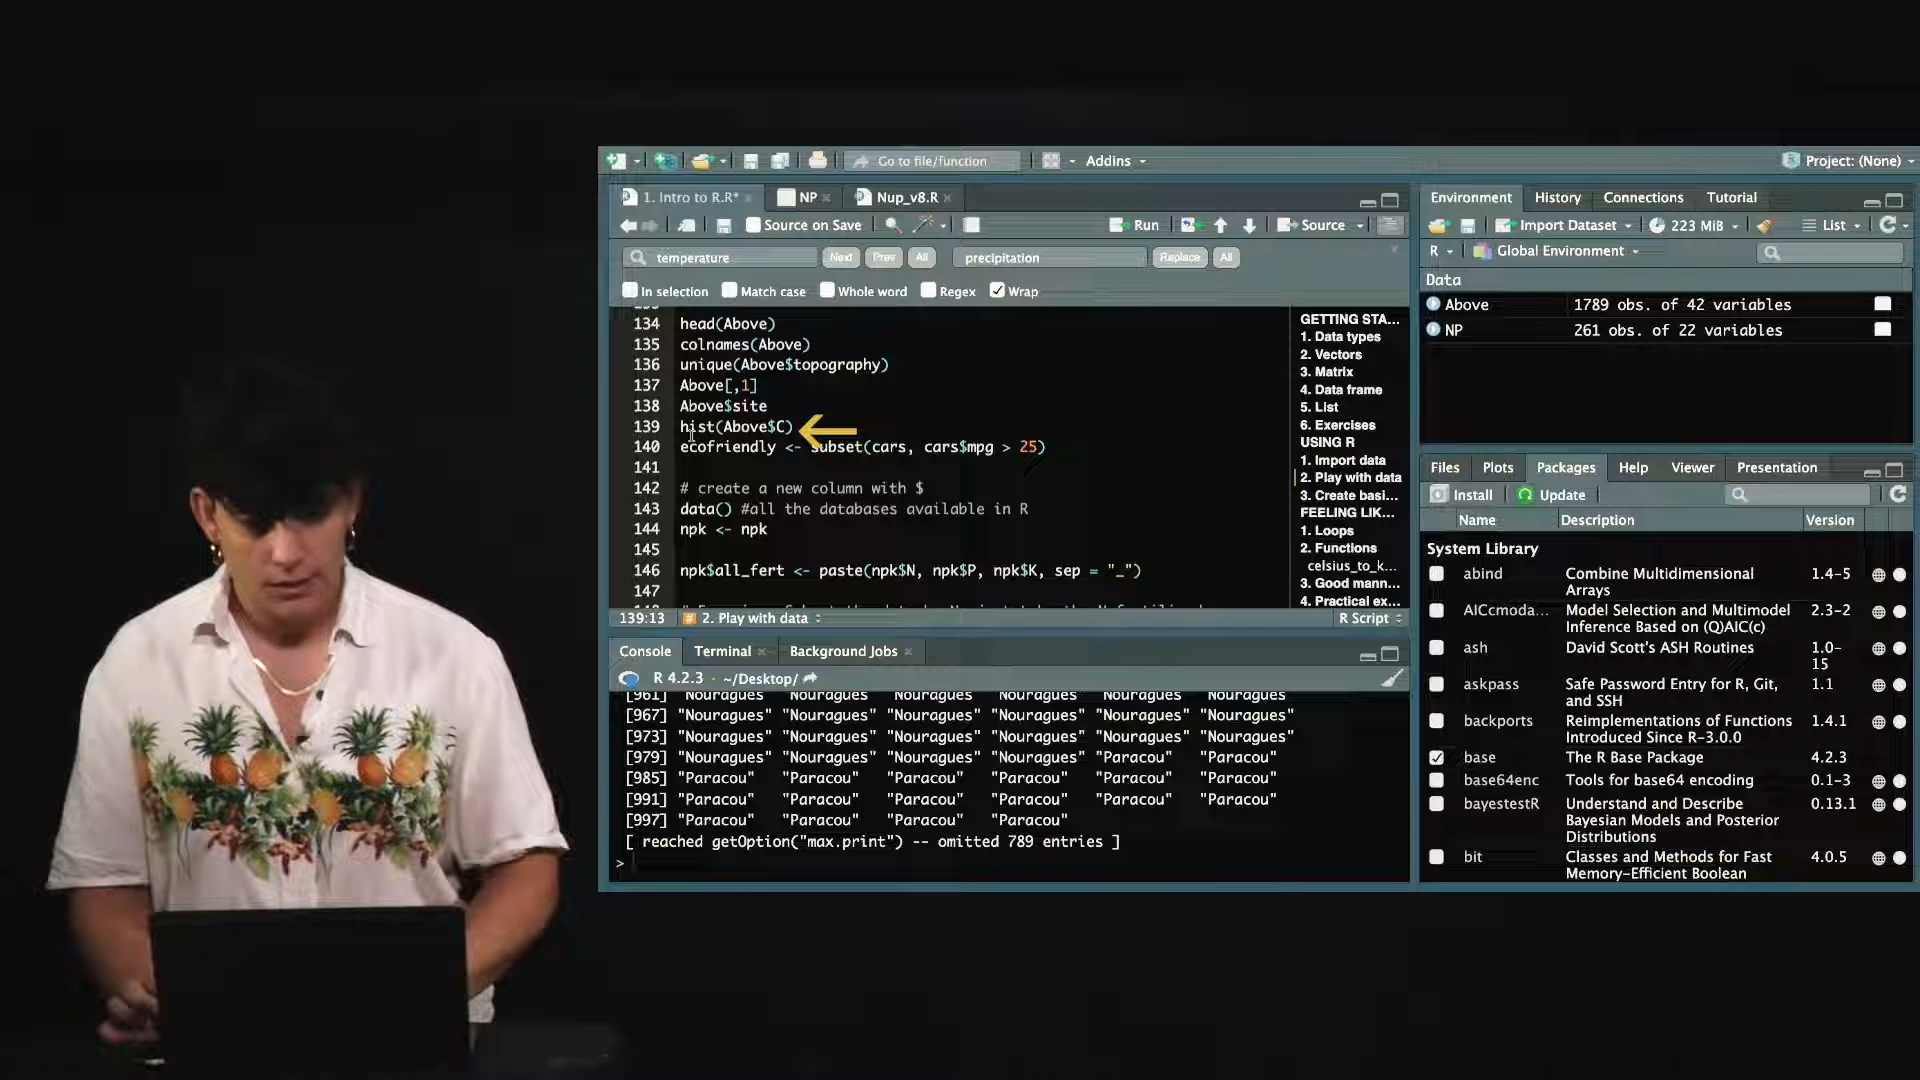 Go to file/function
Addins
Project: (None)
1. Intro to R.R*
NP
Nup_v8.R
Source on Save
Run
Source
temperature
Next
Prev
All
precipitation
Replace
All
In selection
Match case
Whole word
Regex
Wrap
134 head(Above)
135 colnames(Above)
136 unique(Above$topography)
137 Above[,1]
138 Above$site
139 hist(Above$C)
140 ecofriendly <- subset(cars, cars$mpg > 25)
141
142 # create a new column with $
143 data() #all the databases available in R
144 npk <- npk
145
146 npk$all_fert <- paste(npk$N, npk$P, npk$K, sep = "_")
147
GETTING STA...
1. Data types
2. Vectors
3. Matrix
4. Data frame
5. List
6. Exercises
USING R
1. Import data
2. Play with data
3. Create basi...
FEELING LIK...
1. Loops
2. Functions
celsius_to_k...
3. Good mann...
4. Practical ex...
139:13
2. Play with data
R Script
Console
Terminal
Background Jobs
R 4.2.3 · ~/Desktop/
[961] "Nouragues" "Nouragues" "Nouragues" "Nouragues" "Nouragues" "Nouragues"
[967] "Nouragues" "Nouragues" "Nouragues" "Nouragues" "Nouragues" "Nouragues"
[973] "Nouragues" "Nouragues" "Nouragues" "Nouragues" "Nouragues" "Nouragues"
[979] "Nouragues" "Nouragues" "Nouragues" "Nouragues" "Paracou" "Paracou"
[985] "Paracou" "Paracou" "Paracou" "Paracou" "Paracou" "Paracou"
[991] "Paracou" "Paracou" "Paracou" "Paracou" "Paracou" "Paracou"
[997] "Paracou" "Paracou" "Paracou" "Paracou"
[ reached getOption("max.print") -- omitted 789 entries ]
>
Environment
History
Connections
Tutorial
Import Dataset
223 MiB
List
R
Global Environment
Data
Above 1789 obs. of 42 variables
NP 261 obs. of 22 variables
Files
Plots
Packages
Help
Viewer
Presentation
Install
Update
Name Description Version
System Library
abind Combine Multidimensional 1.4-5
Arrays
AICcmoda... Model Selection and Multimodel 2.3-2
Inference Based on (Q)AIC(c)
ash David Scott's ASH Routines 1.0-
15
askpass Safe Password Entry for R, Git, 1.1
and SSH
backports Reimplementations of Functions 1.4.1
Introduced Since R-3.0.0
base The R Base Package 4.2.3
base64enc Tools for base64 encoding 0.1-3
bayestestR Understand and Describe 0.13.1
Bayesian Models and Posterior
Distributions
bit Classes and Methods for Fast 4.0.5
Memory-Efficient Boolean